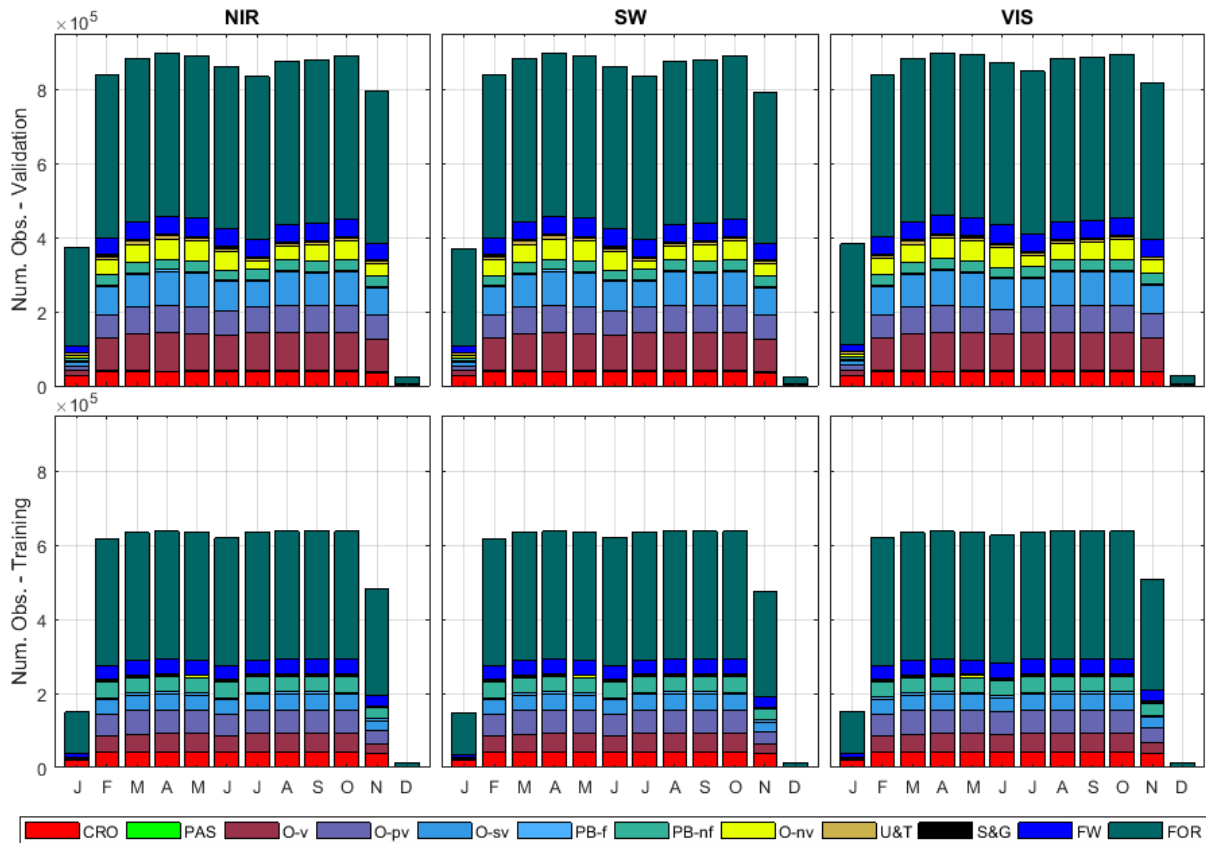 NIR SW VIS
×10^5
Num. Obs. - Validation
8
6
4
2
0
×10^5
Num. Obs. - Training
8
6
4
2
0
J F M A M J J A S O N D J F M A M J J A S O N D J F M A M J J A S O N D
CRO PAS O-v O-pv O-sv PB-f PB-nf O-nv U&T S&G FW FOR